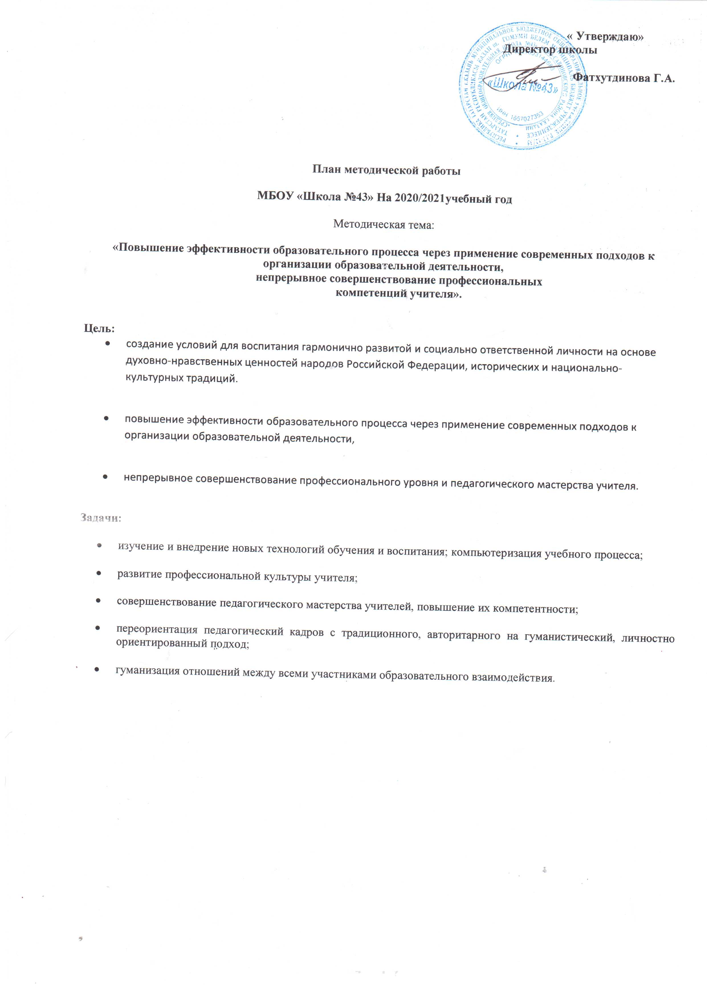 « Утверждаю»
Директор школы
Фатхутдинова Г.А.
«Школа №43»
ИНН 1657027353
План методической работы
МБОУ «Школа №43» На 2020/2021учебный год
Методическая тема:
«Повышение эффективности образовательного процесса через применение современных подходов к
организации образовательной деятельности,
непрерывное совершенствование профессиональных
компетенций учителя».
Цель:
• создание условий для воспитания гармонично развитой и социально ответственной личности на основе
духовно-нравственных ценностей народов Российской Федерации, исторических и национально-
культурных традиций.
• повышение эффективности образовательного процесса через применение современных подходов к
организации образовательной деятельности,
• непрерывное совершенствование профессионального уровня и педагогического мастерства учителя.
Задачи:
• изучение и внедрение новых технологий обучения и воспитания; компьютеризация учебного процесса;
• развитие профессиональной культуры учителя;
• совершенствование педагогического мастерства учителей, повышение их компетентности;
• переориентация педагогический кадров с традиционного, авторитарного на гуманистический, личностно
ориентированный подход;
• гуманизация отношений между всеми участниками образовательного взаимодействия.